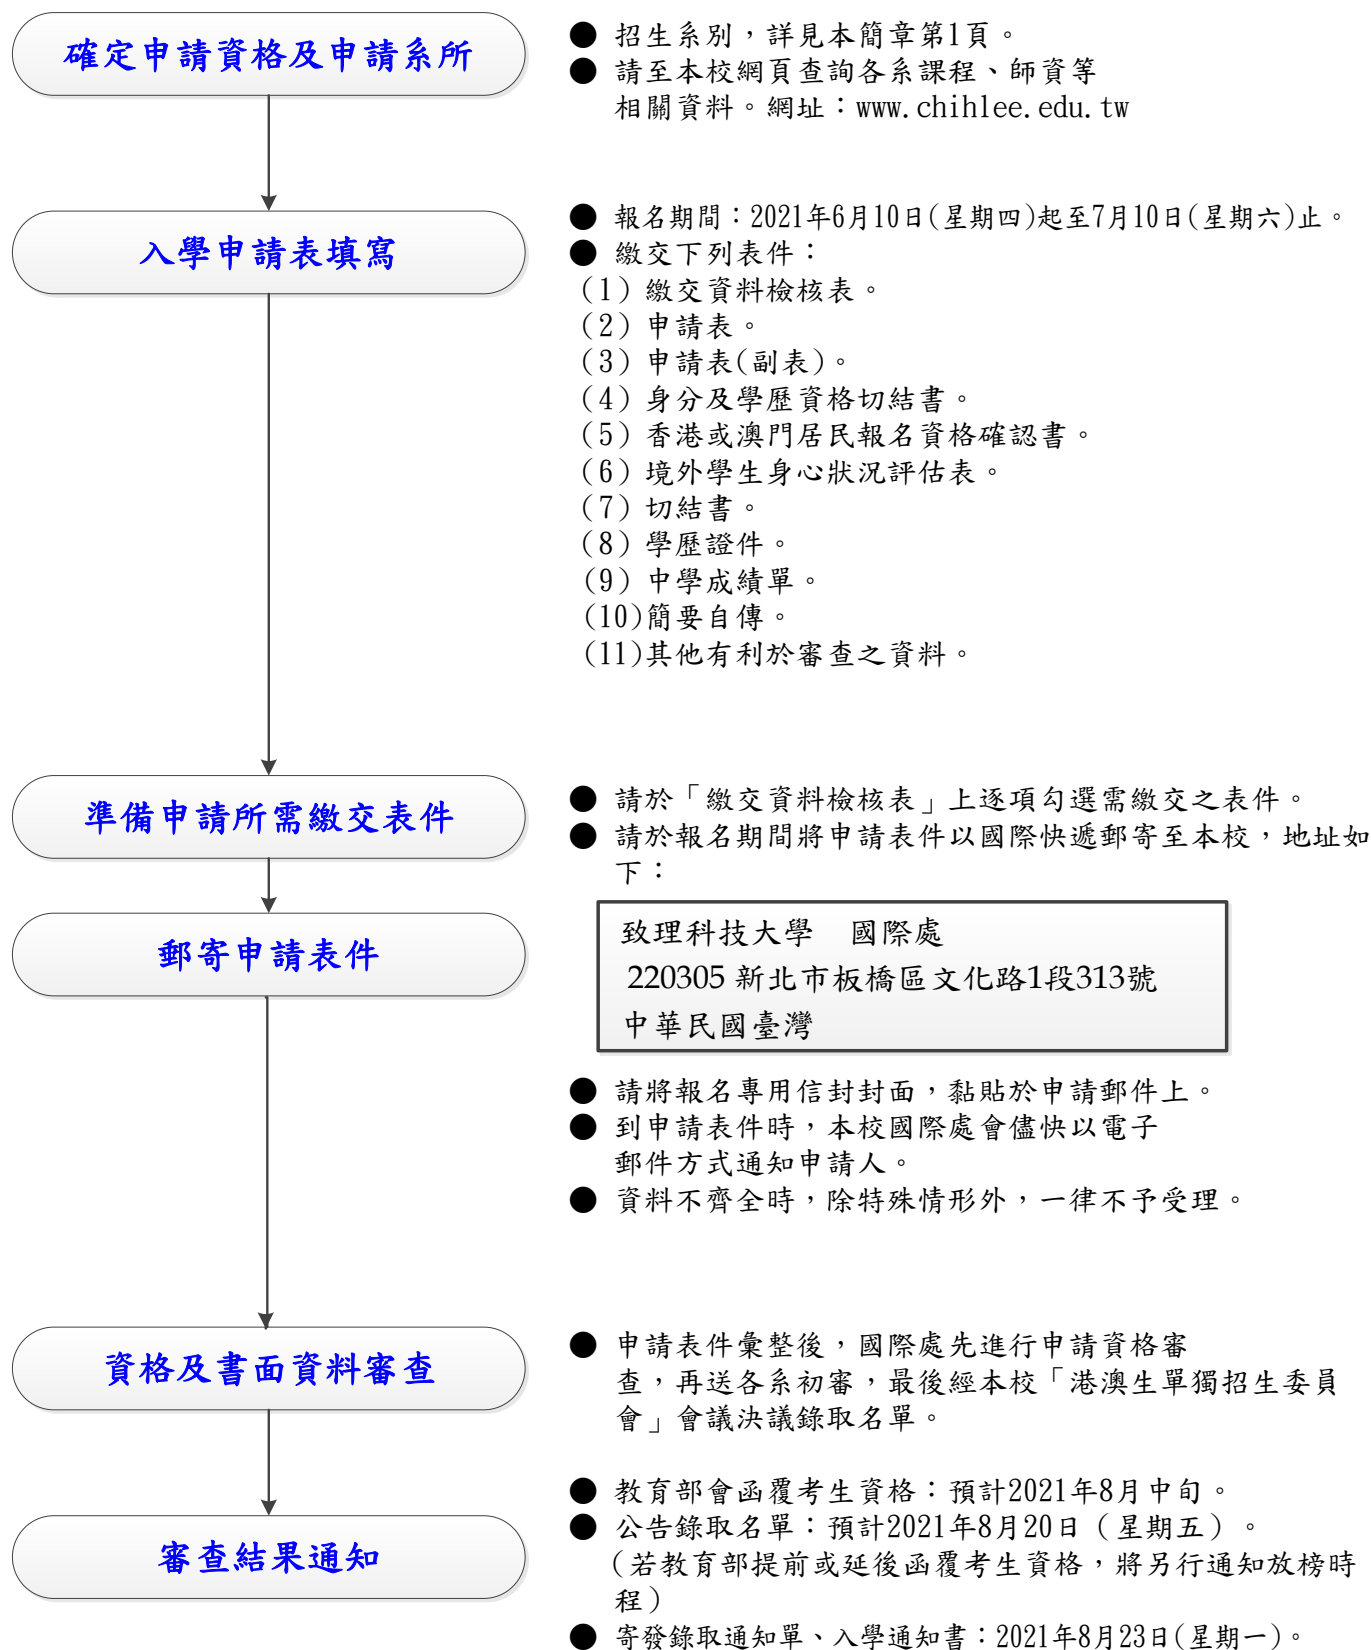 確定申請資格及申請系所
● 招生系別，詳見本簡章第1頁。
● 請至本校網頁查詢各系課程、師資等
相關資料。網址：www.chihlee.edu.tw
入學申請表填寫
● 報名期間：2021年6月10日(星期四)起至7月10日(星期六)止。
● 繳交下列表件：
（1）繳交資料檢核表。
（2）申請表。
（3）申請表(副表)。
（4）身分及學歷資格切結書。
（5）香港或澳門居民報名資格確認書。
（6）境外學生身心狀況評估表。
（7）切結書。
（8）學歷證件。
（9）中學成績單。
(10)簡要自傳。
(11)其他有利於審查之資料。
準備申請所需繳交表件
● 請於「繳交資料檢核表」上逐項勾選需繳交之表件。
● 請於報名期間將申請表件以國際快遞郵寄至本校，地址如
下：
郵寄申請表件
致理科技大學　國際處
220305 新北市板橋區文化路1段313號
中華民國臺灣
● 請將報名專用信封封面，黏貼於申請郵件上。
● 到申請表件時，本校國際處會儘快以電子
郵件方式通知申請人。
● 資料不齊全時，除特殊情形外，一律不予受理。
資格及書面資料審查
● 申請表件彙整後，國際處先進行申請資格審
查，再送各系初審，最後經本校「港澳生單獨招生委員
會」會議決議錄取名單。
審查結果通知
● 教育部會函覆考生資格：預計2021年8月中旬。
● 公告錄取名單：預計2021年8月20日（星期五）。
（若教育部提前或延後函覆考生資格，將另行通知放榜時
程）
● 寄發錄取通知單、入學通知書：2021年8月23日(星期一)。